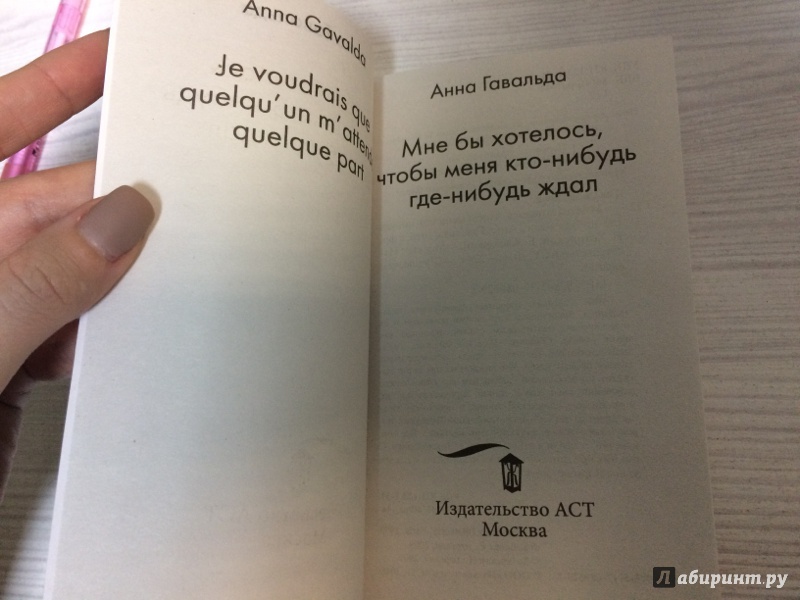 Anna Gavalda
Je voudrais que
quelqu'un m'attend
quelque part
Анна Гавальда
Мне бы хотелось,
чтобы меня кто-нибудь
где-нибудь ждал
Ж
Издательство АСТ
Москва
Лабиринт.ру